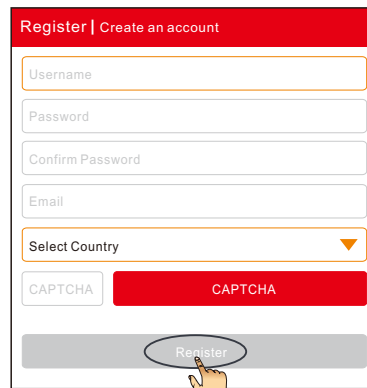 Register | Create an account
Username
Password
Confirm Password
Email
Select Country
CAPTCHA CAPTCHA
Register